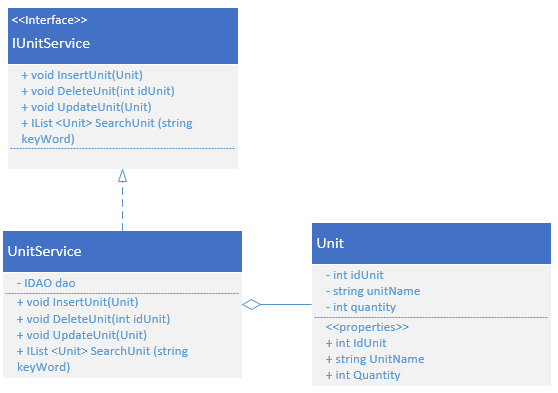 <<Interface>>
IUnitService
+ void InsertUnit(Unit)
+ void DeleteUnit(int idUnit)
+ void UpdateUnit(Unit)
+ IList <Unit> SearchUnit (string
keyWord)
UnitService
- IDAO dao
+ void InsertUnit(Unit)
+ void DeleteUnit(int idUnit)
+ void UpdateUnit(Unit)
+ IList <Unit> SearchUnit (string
keyWord)
Unit
- int idUnit
- string unitName
- int quantity
<<properties>>
+ int IdUnit
+ string UnitName
+ int Quantity